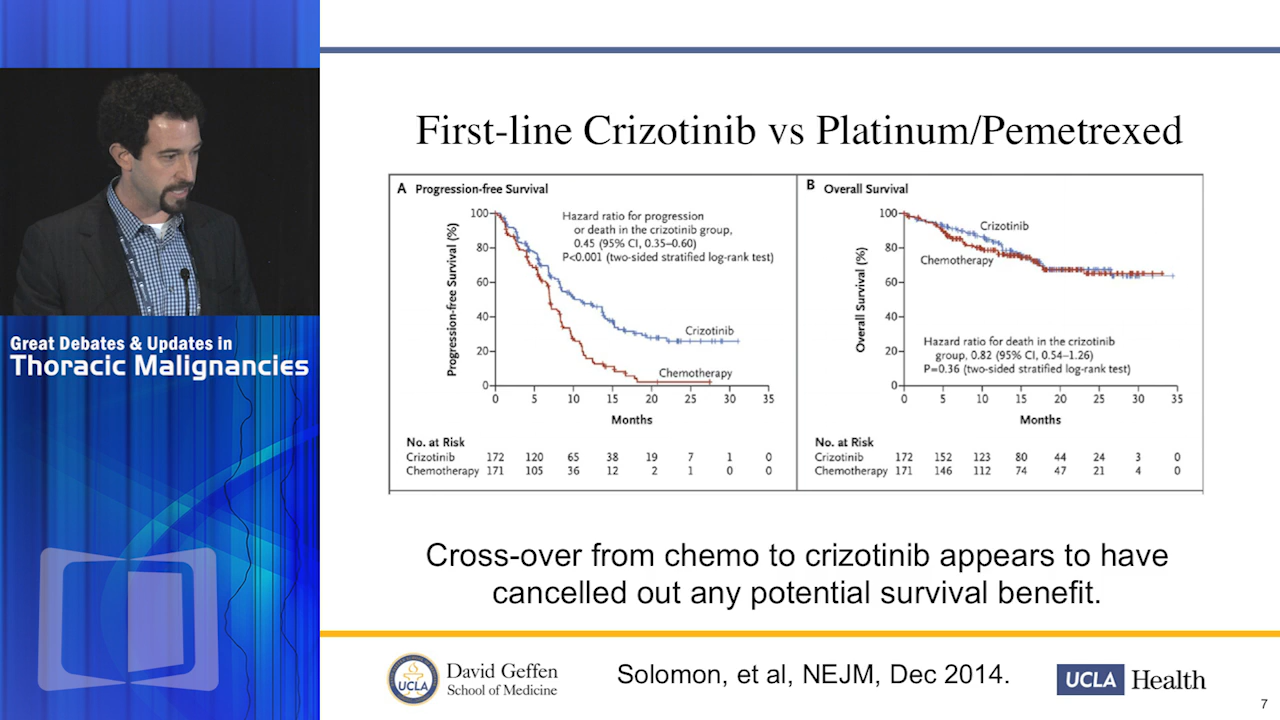 Great Debates & Updates in
Thoracic Malignancies
First-line Crizotinib vs Platinum/Pemetrexed
A Progression-free Survival
Progression-free Survival (%)
100
80
60
40
20
0
Hazard ratio for progression
or death in the crizotinib group,
0.45 (95% CI, 0.35–0.60)
P<0.001 (two-sided stratified log-rank test)
Crizotinib
Chemotherapy
0 5 10 15 20 25 30 35
Months
No. at Risk
Crizotinib 172 120 65 38 19 7 1 0
Chemotherapy 171 105 36 12 2 1 0 0
B Overall Survival
Overall Survival (%)
100
80
60
40
20
0
Crizotinib
Chemotherapy
Hazard ratio for death in the crizotinib
group, 0.82 (95% CI, 0.54–1.26)
P=0.36 (two-sided stratified log-rank test)
0 5 10 15 20 25 30 35
Months
No. at Risk
Crizotinib 172 152 123 80 44 24 3 0
Chemotherapy 171 146 112 74 47 21 4 0
Cross-over from chemo to crizotinib appears to have
cancelled out any potential survival benefit.
UCLA
David Geffen
School of Medicine
Solomon, et al, NEJM, Dec 2014.
UCLA Health
7